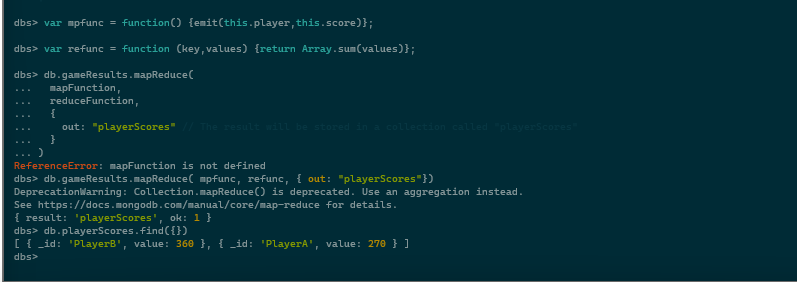 dbs> var mpfunc = function() {emit(this.player,this.score)};
dbs> var refunc = function (key,values) {return Array.sum(values)};
dbs> db.gameResults.mapReduce(
...   mapFunction,
...   reduceFunction,
...   {
...     out: "playerScores" // The result will be stored in a collection called "playerScores"
...   }
... )
ReferenceError: mapFunction is not defined
dbs> db.gameResults.mapReduce( mpfunc, refunc, { out: "playerScores"})
DeprecationWarning: Collection.mapReduce() is deprecated. Use an aggregation instead.
See https://docs.mongodb.com/manual/core/map-reduce for details.
{ result: 'playerScores', ok: 1 }
dbs> db.playerScores.find({})
[ { _id: 'PlayerB', value: 360 }, { _id: 'PlayerA', value: 270 } ]
dbs>